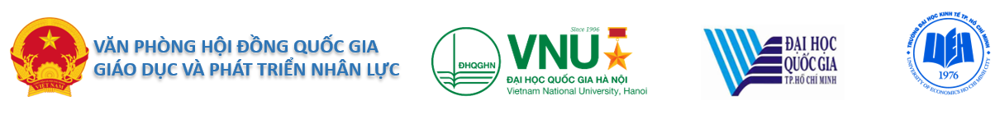 VIỆT NAM
VĂN PHÒNG HỘI ĐỒNG QUỐC GIA
GIÁO DỤC VÀ PHÁT TRIỂN NHÂN LỰC
ĐHQGHN
Since 1906
VNU
ĐẠI HỌC QUỐC GIA HÀ NỘI
Vietnam National University, Hanoi
ĐẠI HỌC
QUỐC GIA
TP.HỒ CHÍ MINH
TRƯỜNG ĐẠI HỌC KINH TẾ TP. HỒ CHÍ MINH
UEH
1976
UNIVERSITY OF ECONOMICS HO CHI MINH CITY